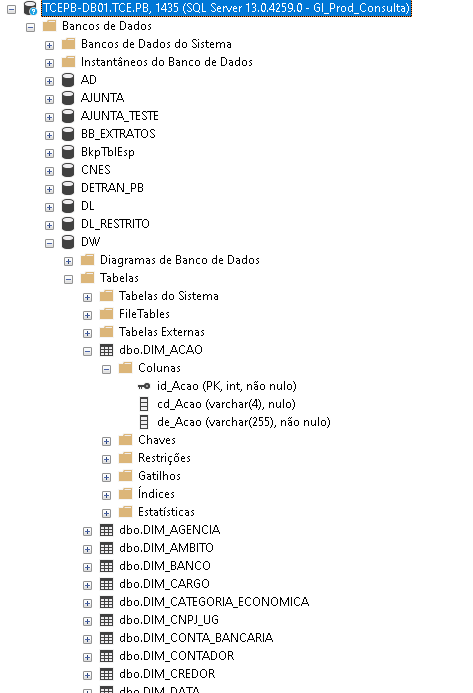 TCEPB-DB01.TCE.PB, 1435 (SQL Server 13.0.4259.0 - GI_Prod_Consulta)
Bancos de Dados
Bancos de Dados do Sistema
Instantâneos do Banco de Dados
AD
AJUNTA
AJUNTA_TESTE
BB_EXTRATOS
BkpTblEsp
CNES
DETRAN_PB
DL
DL_RESTRITO
DW
Diagramas de Banco de Dados
Tabelas
Tabelas do Sistema
FileTables
Tabelas Externas
dbo.DIM_ACAO
Colunas
id_Acao (PK, int, não nulo)
cd_Acao (varchar(4), nulo)
de_Acao (varchar(255), não nulo)
Chaves
Restrições
Gatilhos
Índices
Estatísticas
dbo.DIM_AGENCIA
dbo.DIM_AMBITO
dbo.DIM_BANCO
dbo.DIM_CARGO
dbo.DIM_CATEGORIA_ECONOMICA
dbo.DIM_CNPJ_UG
dbo.DIM_CONTA_BANCARIA
dbo.DIM_CONTADOR
dbo.DIM_CREDOR
dbo.DIM_DATA